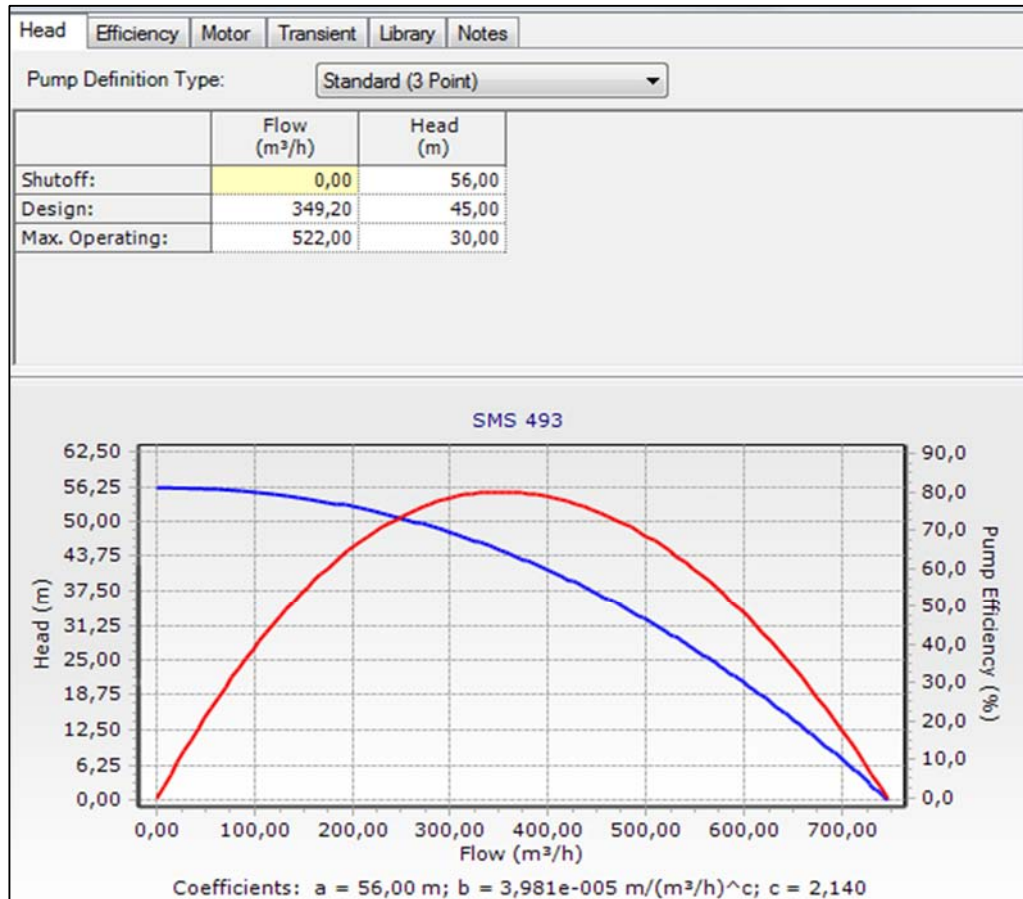 Head Efficiency Motor Transient Library Notes
Pump Definition Type: Standard (3 Point)
Flow Head
(m³/h) (m)
Shutoff: 0,00 56,00
Design: 349,20 45,00
Max. Operating: 522,00 30,00
SMS 493
62,50 90,0
56,25 80,0
50,00 70,0
43,75 60,0
37,50 50,0
31,25 40,0
25,00 30,0
18,75 20,0
12,50 10,0
6,25 0,0
0,00
Head (m)
Pump Efficiency (%)
0,00 100,00 200,00 300,00 400,00 500,00 600,00 700,00
Flow (m³/h)
Coefficients: a = 56,00 m; b = 3,981e-005 m/(m³/h)^c; c = 2,140